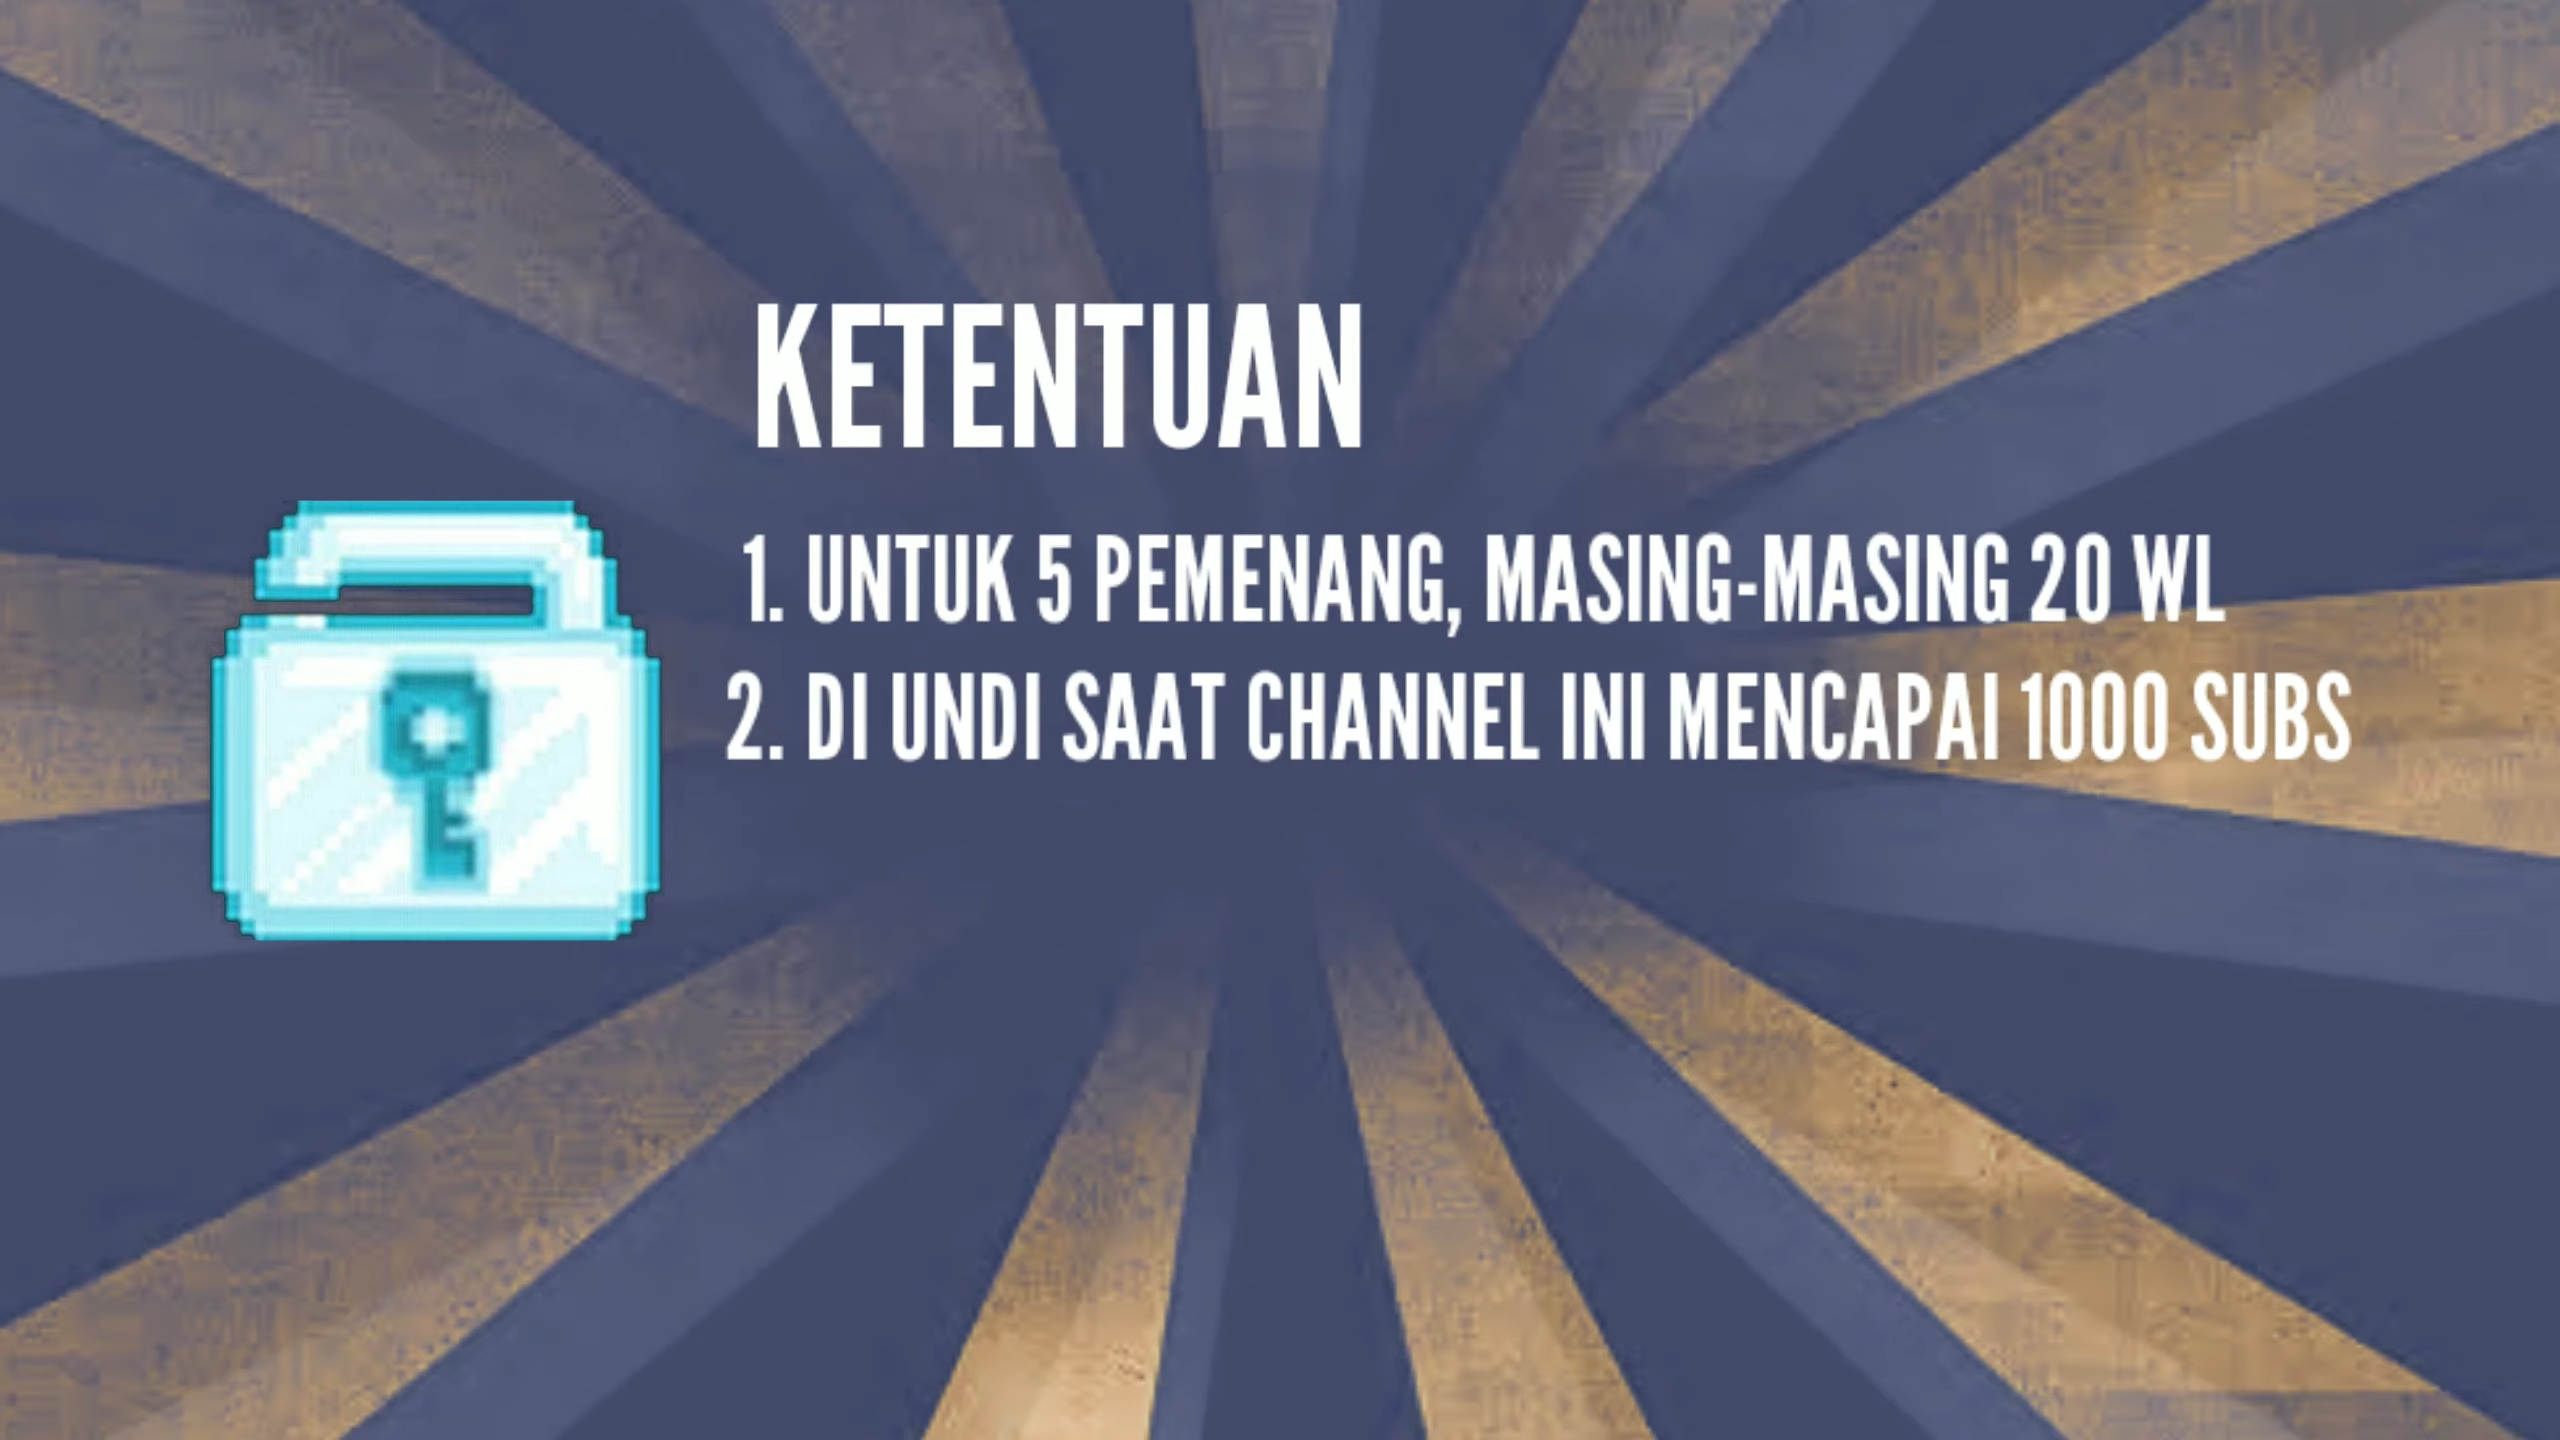 KETENTUAN
1. UNTUK 5 PEMENANG, MASING-MASING 20 WL
2. DI UNDI SAAT CHANNEL INI MENCAPAI 1000 SUBS